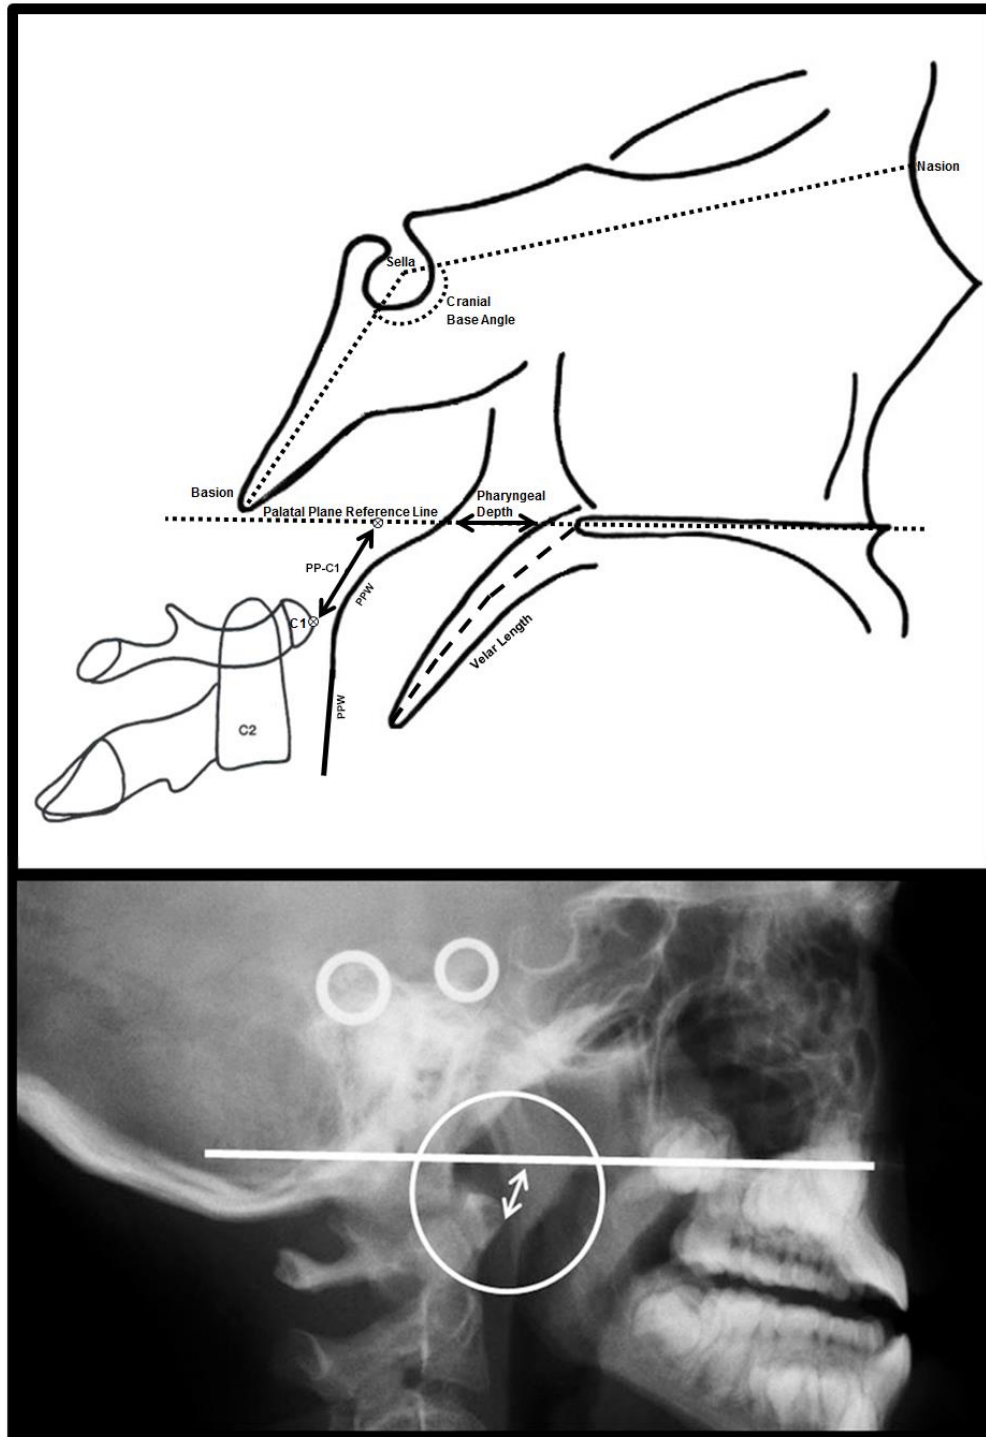 Nasion
Sella
Cranial
Base Angle
Basion
Palatal Plane Reference Line
Pharyngeal
Depth
PP-C1
PPW
C1
Velar Length
PPW
C2